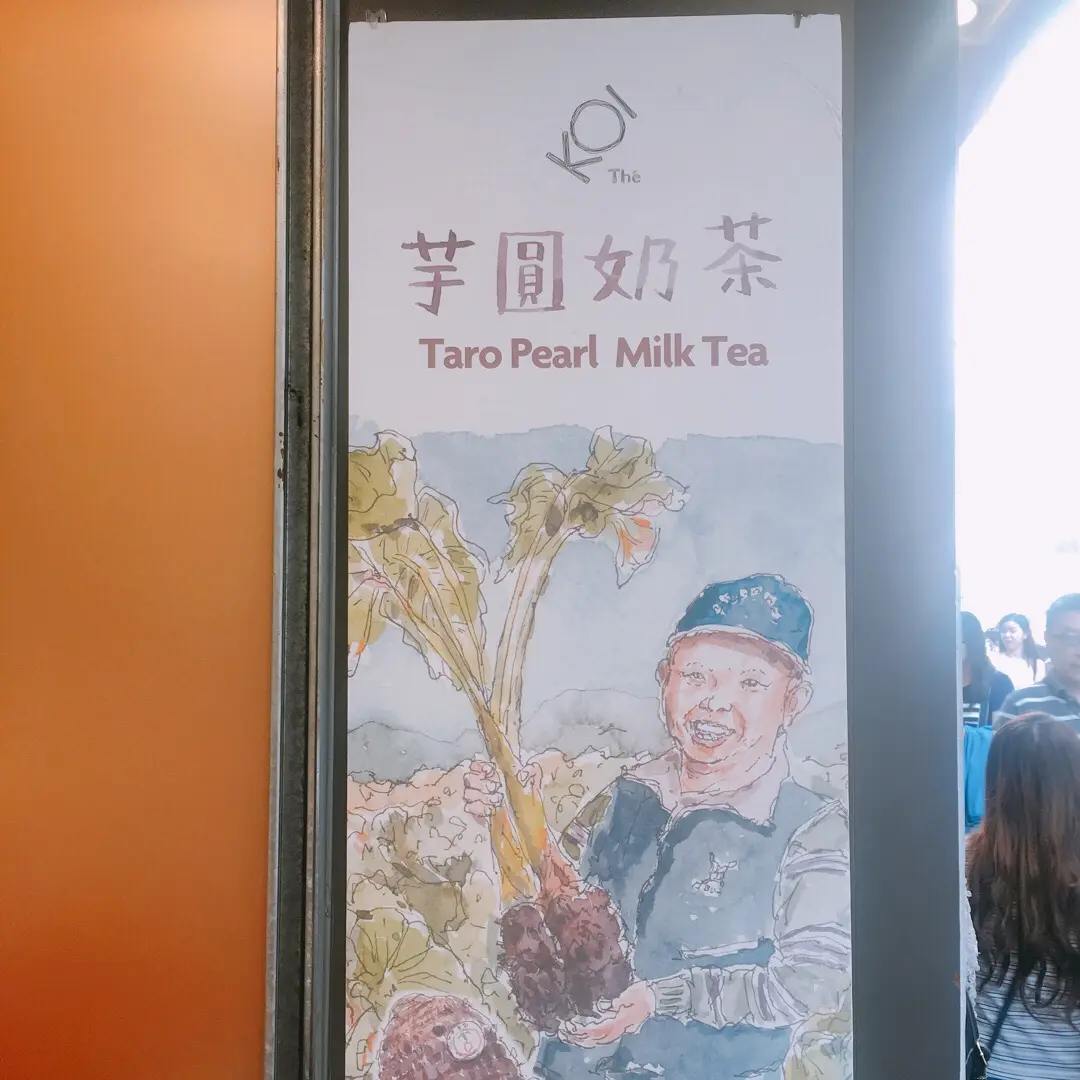 KOI
Thé
芋圓奶茶
Taro Pearl Milk Tea